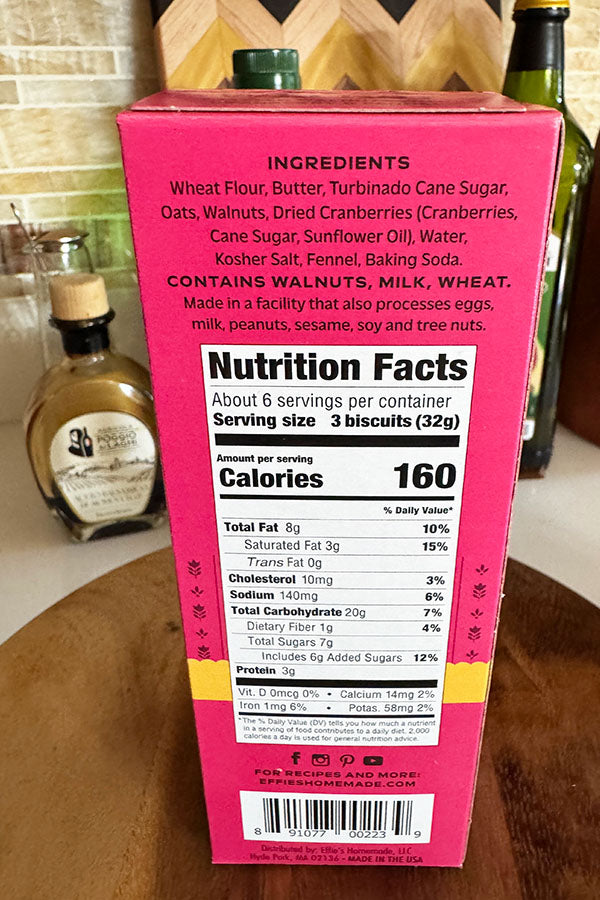 INGREDIENTS
Wheat Flour, Butter, Turbinado Cane Sugar,
Oats, Walnuts, Dried Cranberries (Cranberries,
Cane Sugar, Sunflower Oil), Water,
Kosher Salt, Fennel, Baking Soda.
CONTAINS WALNUTS, MILK, WHEAT.
Made in a facility that also processes eggs,
milk, peanuts, sesame, soy and tree nuts.
Nutrition Facts
About 6 servings per container
Serving size 3 biscuits (32g)
Amount per serving
Calories 160
% Daily Value*
Total Fat 8g 10%
Saturated Fat 3g 15%
Trans Fat 0g
Cholesterol 10mg 3%
Sodium 140mg 6%
Total Carbohydrate 20g 7%
Dietary Fiber 1g 4%
Total Sugars 7g
Includes 6g Added Sugars 12%
Protein 3g
Vit. D 0mcg 0% • Calcium 14mg 2%
Iron 1mg 6% • Potas. 58mg 2%
*The % Daily Value (DV) tells you how much a nutrient
in a serving of food contributes to a daily diet. 2,000
calories a day is used for general nutrition advice.
FOR RECIPES AND MORE:
EFFIESHOMEMADE.COM
8 91077 00223 9
Distributed by: Effie's Homemade, LLC
Hyde Park, MA 02136 - MADE IN THE USA
POGGIO